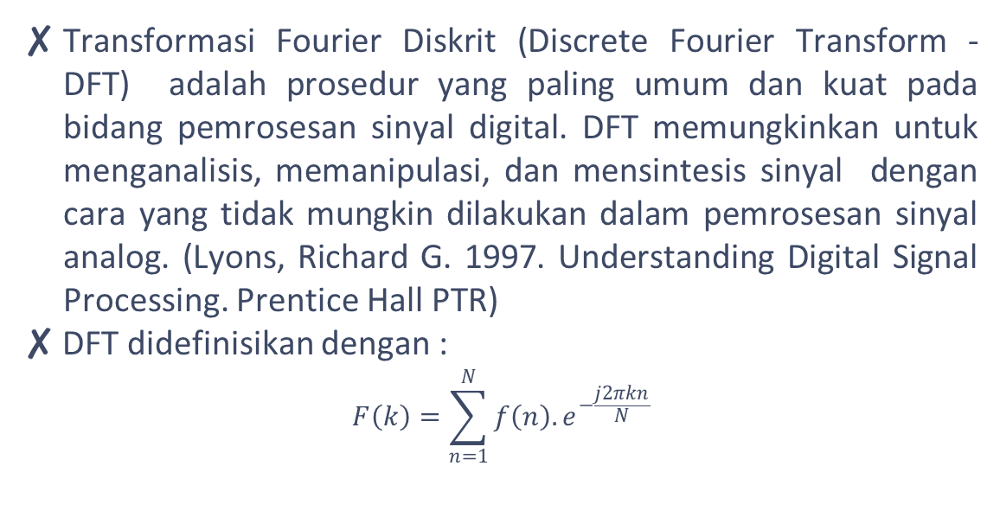 ✗ Transformasi Fourier Diskrit (Discrete Fourier Transform -
DFT) adalah prosedur yang paling umum dan kuat pada
bidang pemrosesan sinyal digital. DFT memungkinkan untuk
menganalisis, memanipulasi, dan mensintesis sinyal dengan
cara yang tidak mungkin dilakukan dalam pemrosesan sinyal
analog. (Lyons, Richard G. 1997. Understanding Digital Signal
Processing. Prentice Hall PTR)
✗ DFT didefinisikan dengan :
$F(k) = \sum_{n=1}^{N} f(n). e^{-\frac{j2\pi kn}{N}}$